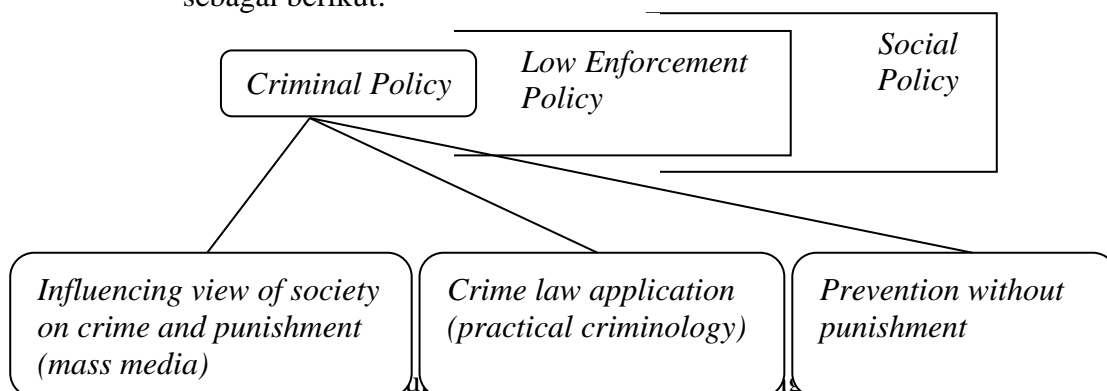 sebagai berikut:
Criminal Policy
Low Enforcement
Policy
Social
Policy
Influencing view of society
on crime and punishment
(mass media)
Crime law application
(practical criminology)
Prevention without
punishment